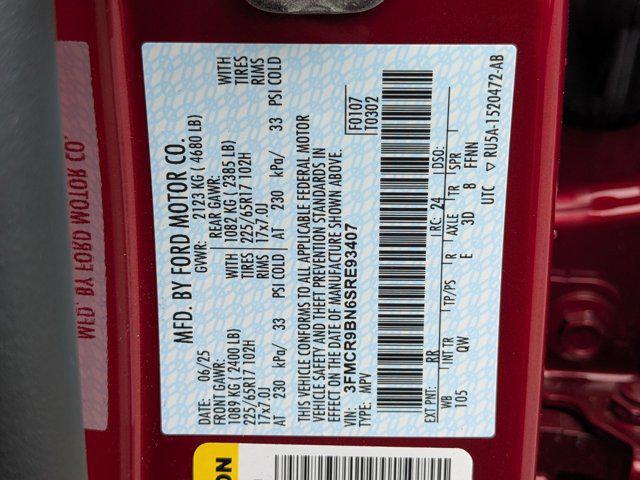 MFD. BY FORD MOTOR CO.
DATE: 06/25 GVWR: 2123 KG ( 4680 LB)
FRONT GAWR: REAR GAWR: WITH
1089 KG ( 2400 LB) 1082 KG ( 2385 LB) TIRES
225/65R17 102H 225/65R17 102H RIMS
17x7.0J 17x7.0J
AT 230 kPa/ 33 PSI COLD AT 230 kPa/ 33 PSI COLD
WITH
TIRES
RIMS
THIS VEHICLE CONFORMS TO ALL APPLICABLE FEDERAL MOTOR
VEHICLE SAFETY AND THEFT PREVENTION STANDARDS IN
EFFECT ON THE DATE OF MANUFACTURE SHOWN ABOVE.
VIN: 3FMCR9BN6SRE93407
TYPE: MPV
F0107
T0302
EXT PNT: RR RC: 24 DSO:
WB INT TR TP/PS R AXLE TR SPR
105 QW E 3D 8 FFNN
UTC ▽ RU5A-1520472-AB
MFD. BY FORD MOTOR CO.
ON